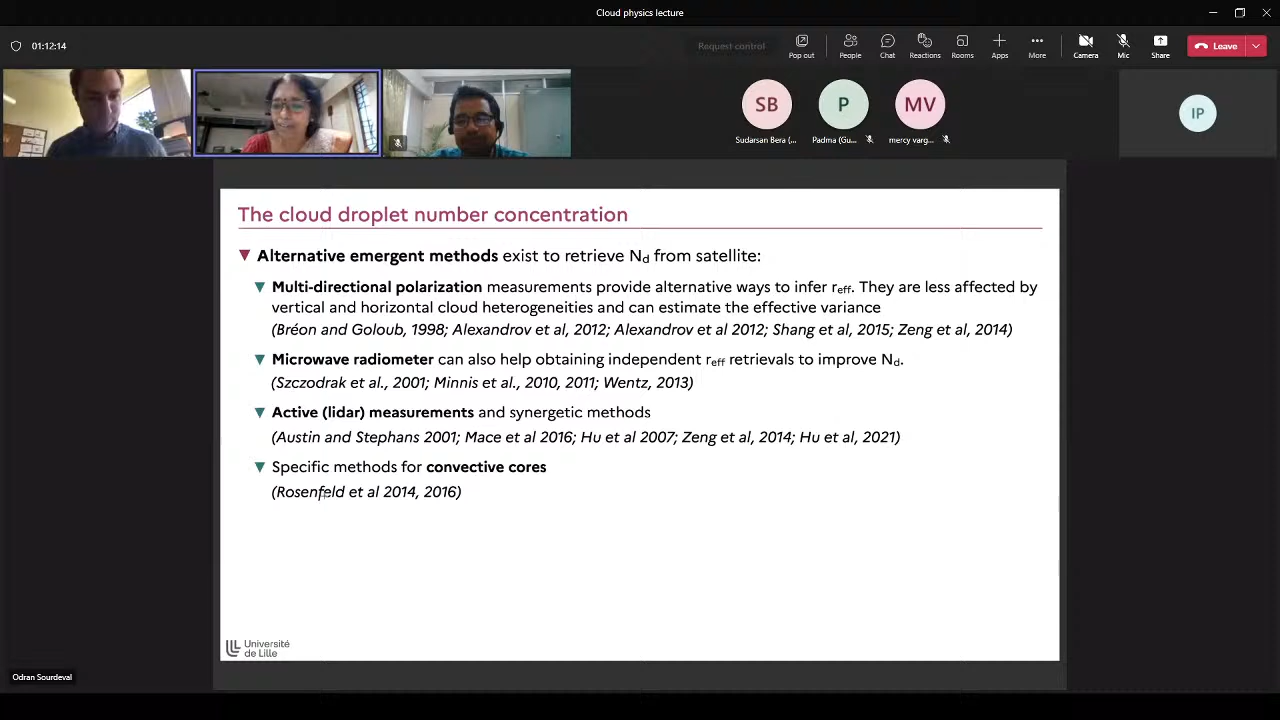 Cloud physics lecture
01:12:14
Request control
Pop out
People
Chat
Reactions
Rooms
Apps
More
Camera
Mic
Share
Leave
SB
P
MV
IP
Sudarsan Bera (...
Padma (Gu...
mercy varg...
The cloud droplet number concentration
Alternative emergent methods exist to retrieve Nd from satellite:
Multi-directional polarization measurements provide alternative ways to infer reff. They are less affected by
vertical and horizontal cloud heterogeneities and can estimate the effective variance
(Bréon and Goloub, 1998; Alexandrov et al, 2012; Alexandrov et al 2012; Shang et al, 2015; Zeng et al, 2014)
Microwave radiometer can also help obtaining independent reff retrievals to improve Nd.
(Szczodrak et al., 2001; Minnis et al., 2010, 2011; Wentz, 2013)
Active (lidar) measurements and synergetic methods
(Austin and Stephans 2001; Mace et al 2016; Hu et al 2007; Zeng et al, 2014; Hu et al, 2021)
Specific methods for convective cores
(Rosenfeld et al 2014, 2016)
Université
de Lille
Odran Sourdeval